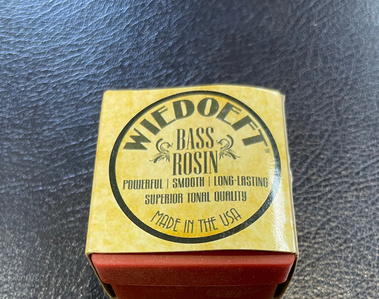 WIEDOEFT
BASS
ROSIN
POWERFUL | SMOOTH | LONG-LASTING
SUPERIOR TONAL QUALITY
MADE IN THE USA